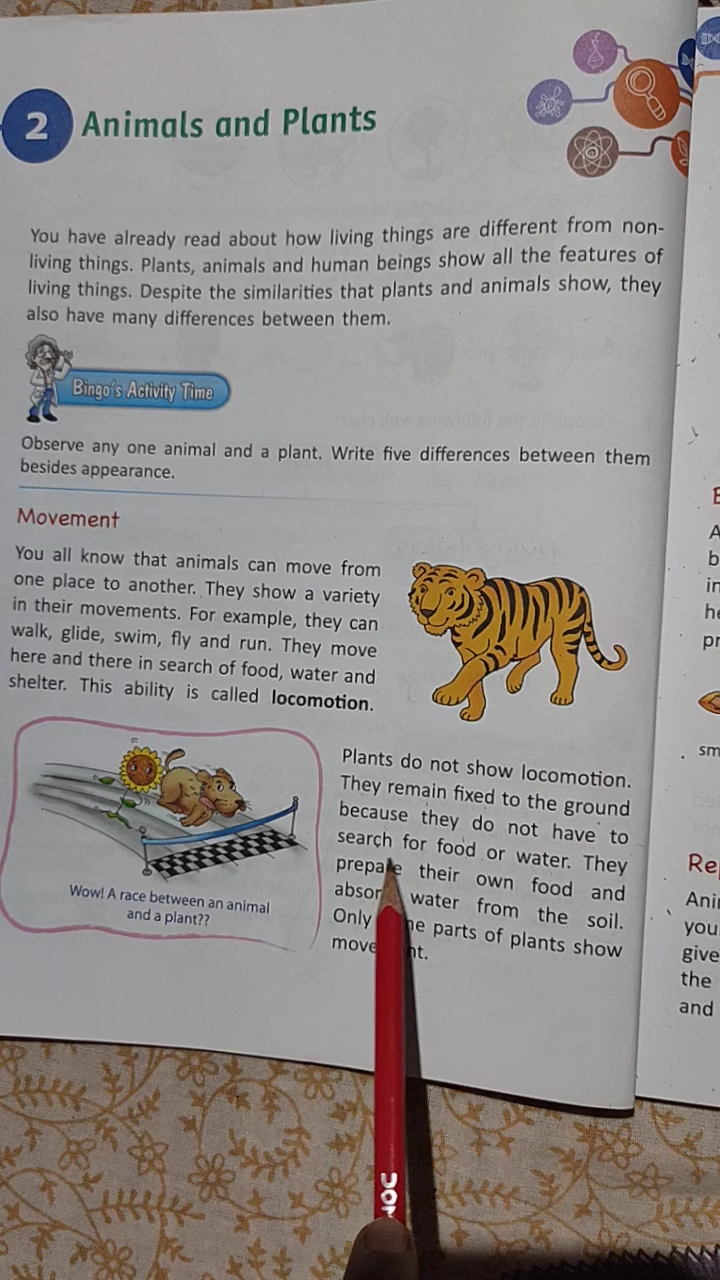 2
Animals and Plants
You have already read about how living things are different from non-
living things. Plants, animals and human beings show all the features of
living things. Despite the similarities that plants and animals show, they
also have many differences between them.
Bingo's Activity Time
Observe any one animal and a plant. Write five differences between them
besides appearance.
Movement
You all know that animals can move from
one place to another. They show a variety
in their movements. For example, they can
walk, glide, swim, fly and run. They move
here and there in search of food, water and
shelter. This ability is called locomotion.
Wow! A race between an animal
and a plant??
Plants do not show locomotion.
They remain fixed to the ground
because they do not have to
search for food or water. They
prepare their own food and
water from the soil.
Only parts of plants show
Ani
you
give
the
and